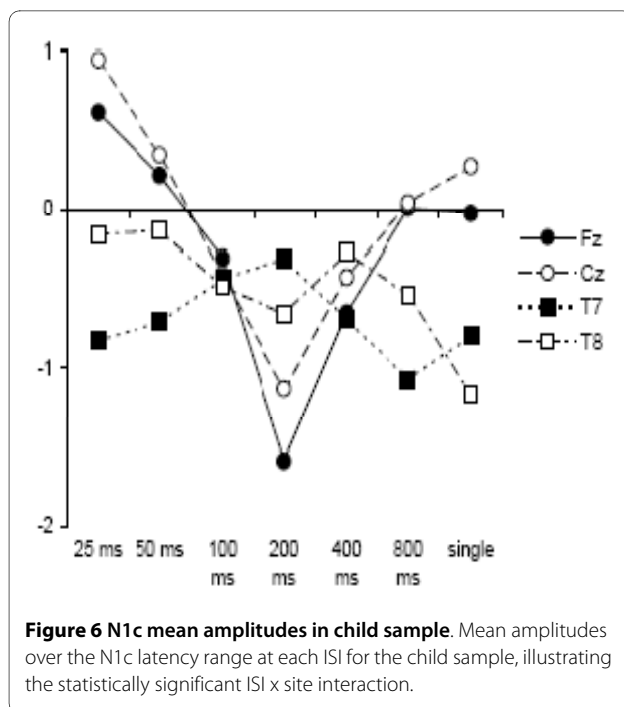 1
0
-1
-2
25 ms 50 ms 100 ms 200 ms 400 ms 800 ms single
Fz
Cz
T7
T8
Figure 6 N1c mean amplitudes in child sample. Mean amplitudes
over the N1c latency range at each ISI for the child sample, illustrating
the statistically significant ISI x site interaction.